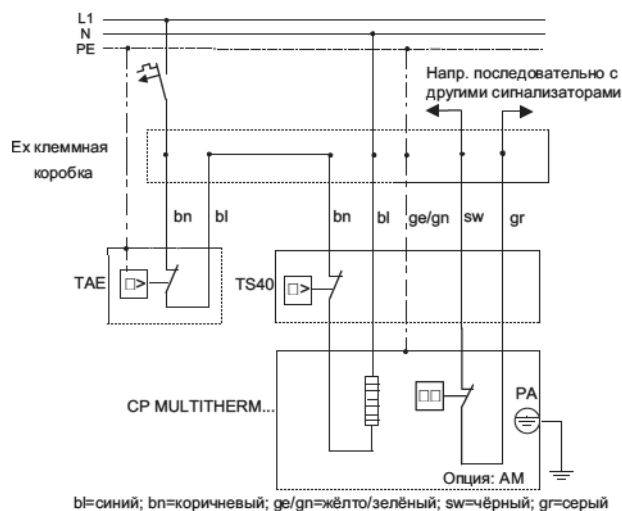 L1
N
PE
Напр. последовательно с
другими сигнализаторами
Ex клеммная
коробка
bn
bl
bn
bl
ge/gn
sw
gr
TAE
□>
TS40
□>
CP MULTITHERM...
□□
PA
Опция: AM
bl=синий; bn=коричневый; ge/gn=жёлто/зелёный; sw=чёрный; gr=серый